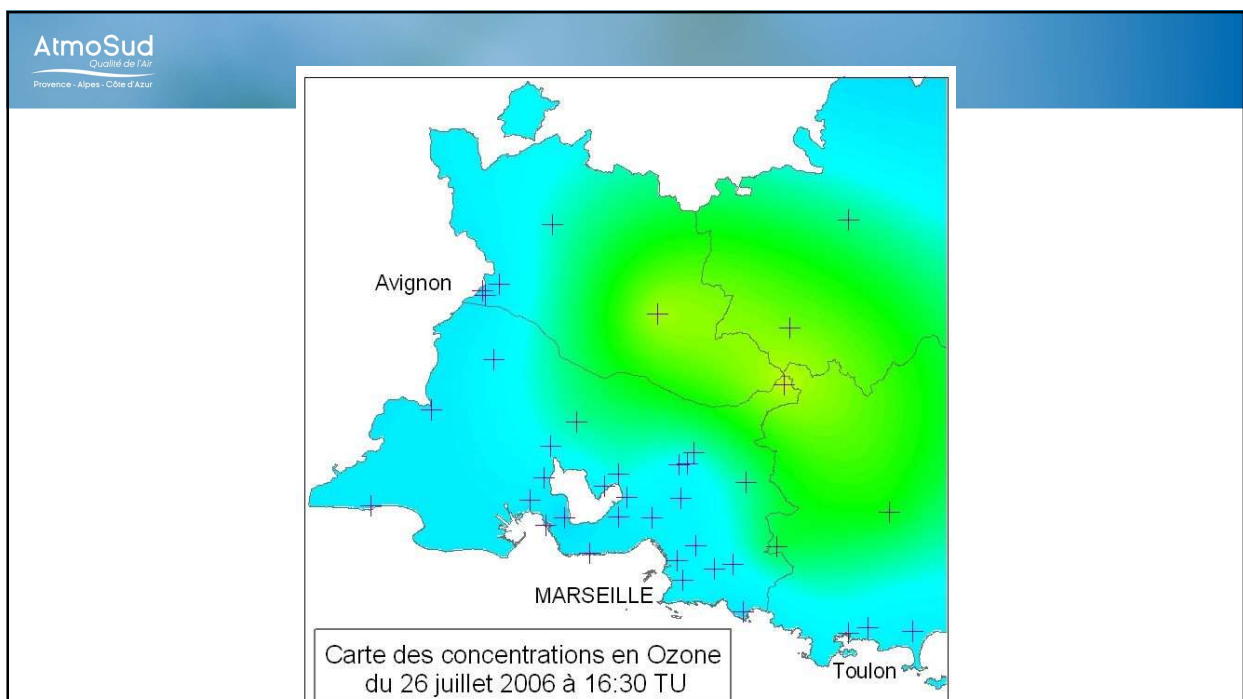 AtmoSud
Qualité de l'Air
Provence - Alpes - Côte d'Azur
Avignon
MARSEILLE
Toulon
Carte des concentrations en Ozone
du 26 juillet 2006 à 16:30 TU